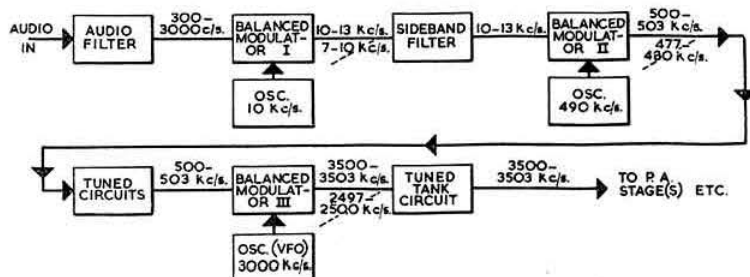 AUDIO
IN
AUDIO
FILTER
300-
3000c/s.
BALANCED
MODULAT-
OR I
10-13 Kc/s.
7-10 Kc/s.
SIDEBAND
FILTER
10-13 Kc/s.
BALANCED
MODULAT-
OR II
500-
503 Kc/s.
477-
480 Kc/s.
OSC.
10 Kc/s.
OSC.
490 Kc/s.
TUNED
CIRCUITS
500-
503 Kc/s.
BALANCED
MODULAT-
OR III
3500-
3503 Kc/s.
2497-
2500 Kc/s.
TUNED
TANK
CIRCUIT
3500-
3503 Kc/s.
TO P.A.
STAGE(S) ETC.
OSC. (VFO)
3000 Kc/s.